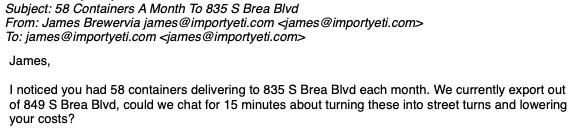 Subject: 58 Containers A Month To 835 S Brea Blvd
From: James Brewervia james@importyeti.com <james@importyeti.com>
To: james@importyeti.com <james@importyeti.com>
James,
I noticed you had 58 containers delivering to 835 S Brea Blvd each month. We currently export out
of 849 S Brea Blvd, could we chat for 15 minutes about turning these into street turns and lowering
your costs?